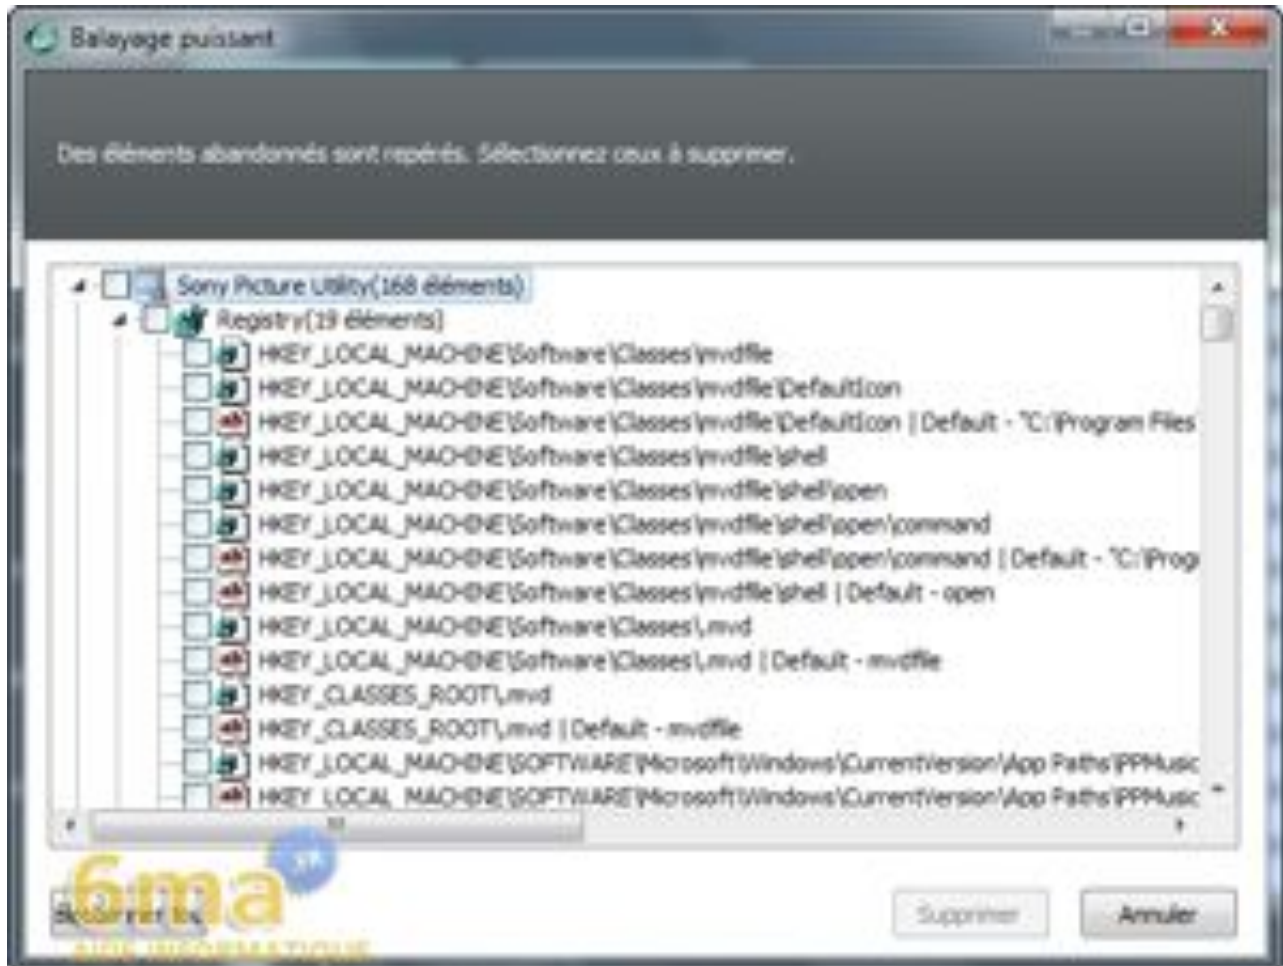 Balayage puissant
Des éléments abandonnés sont repérés. Sélectionnez ceux à supprimer.
Sony Picture Utility(168 éléments)
Registry(19 éléments)
HKEY_LOCAL_MACHINE\Software\Classes\mvdfile
HKEY_LOCAL_MACHINE\Software\Classes\mvdfile\DefaultIcon
HKEY_LOCAL_MACHINE\Software\Classes\mvdfile\DefaultIcon | Default - "C:\Program Files
HKEY_LOCAL_MACHINE\Software\Classes\mvdfile\shell
HKEY_LOCAL_MACHINE\Software\Classes\mvdfile\shell\open
HKEY_LOCAL_MACHINE\Software\Classes\mvdfile\shell\open\command
HKEY_LOCAL_MACHINE\Software\Classes\mvdfile\shell\open\command | Default - "C:\Progr
HKEY_LOCAL_MACHINE\Software\Classes\mvdfile\shell | Default - open
HKEY_LOCAL_MACHINE\Software\Classes\.mvd
HKEY_LOCAL_MACHINE\Software\Classes\.mvd | Default - mvdfile
HKEY_CLASSES_ROOT\.mvd
HKEY_CLASSES_ROOT\.mvd | Default - mvdfile
HKEY_LOCAL_MACHINE\SOFTWARE\Microsoft\Windows\CurrentVersion\App Paths\PPMusic
HKEY_LOCAL_MACHINE\SOFTWARE\Microsoft\Windows\CurrentVersion\App Paths\PPMusic
6ma
AIDE INFORMATIQUE
Supprimer
Annuler